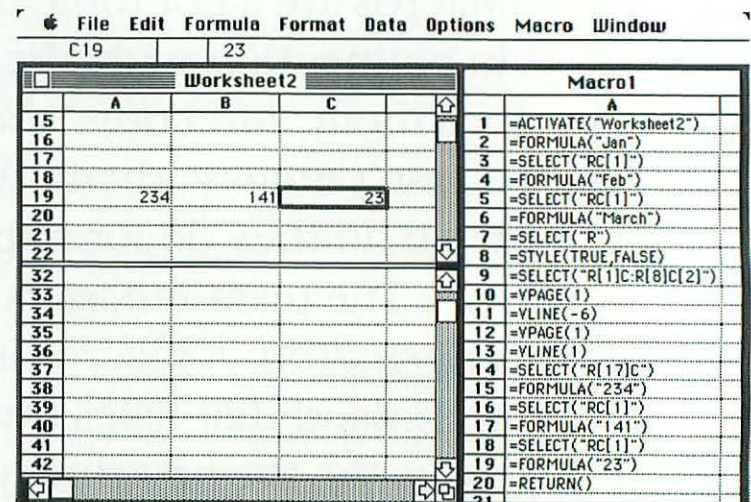 File Edit Formula Format Data Options Macro Window
C19 23
Worksheet2
A B C
15
16
17
18
19 234 141 23
20
21
22
32
33
34
35
36
37
38
39
40
41
42
Macro1
A
1 =ACTIVATE("Worksheet2")
2 =FORMULA("Jan")
3 =SELECT("RC[1]")
4 =FORMULA("Feb")
5 =SELECT("RC[1]")
6 =FORMULA("March")
7 =SELECT("R")
8 =STYLE(TRUE,FALSE)
9 =SELECT("R[1]C:R[8]C[2]")
10 =VPAGE(1)
11 =VLINE(-6)
12 =VPAGE(1)
13 =VLINE(1)
14 =SELECT("R[17]C")
15 =FORMULA("234")
16 =SELECT("RC[1]")
17 =FORMULA("141")
18 =SELECT("RC[1]")
19 =FORMULA("23")
20 =RETURN()
21